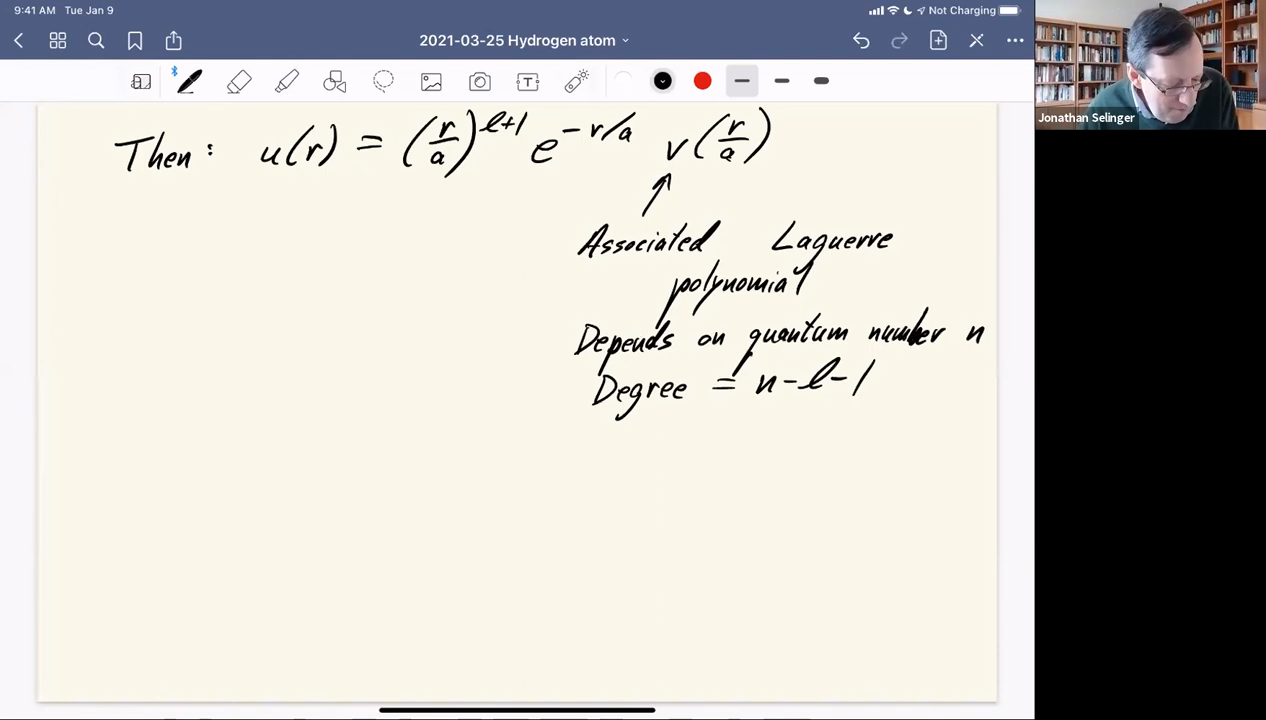 9:41 AM Tue Jan 9
Not Charging
2021-03-25 Hydrogen atom
T
Jonathan Selinger
Then: u(r) = (r/a)^{l+1} e^{-r/a} v(r/a)
Associated Laguerre
polynomial
Depends on quantum number n
Degree = n-l-1